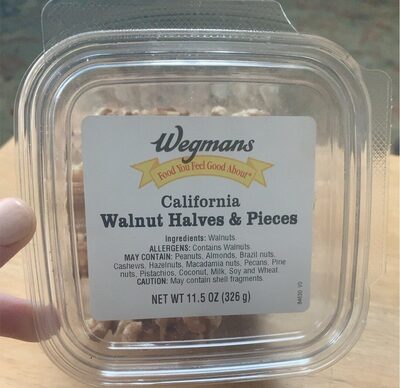 Wegmans
Food You Feel Good About®
California
Walnut Halves & Pieces
Ingredients: Walnuts.
ALLERGENS: Contains Walnuts
MAY CONTAIN: Peanuts, Almonds, Brazil nuts,
Cashews, Hazelnuts, Macadamia nuts, Pecans, Pine
nuts, Pistachios, Coconut, Milk, Soy and Wheat.
CAUTION: May contain shell fragments.
NET WT 11.5 OZ (326 g)